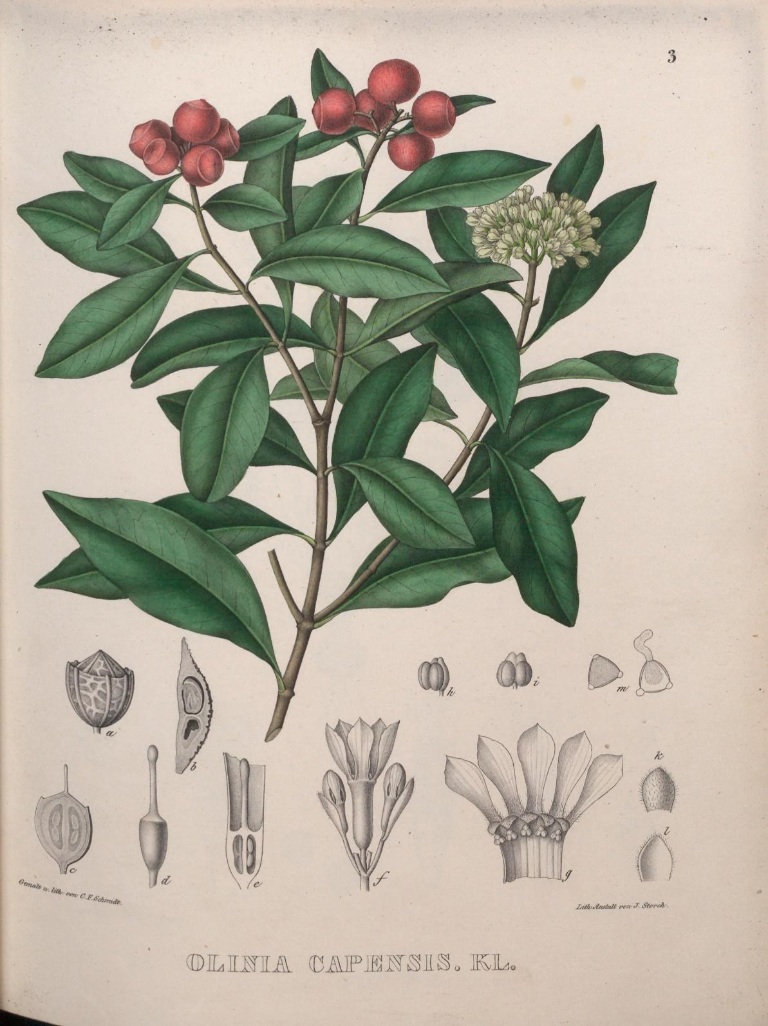 3
h
i
m
a
b
k
l
c
d
e
f
g
Gemalt u. lith. von C.F. Schmidt.
Lith. Anstalt von J. Storch.
OLINIA CAPENSIS. KL.